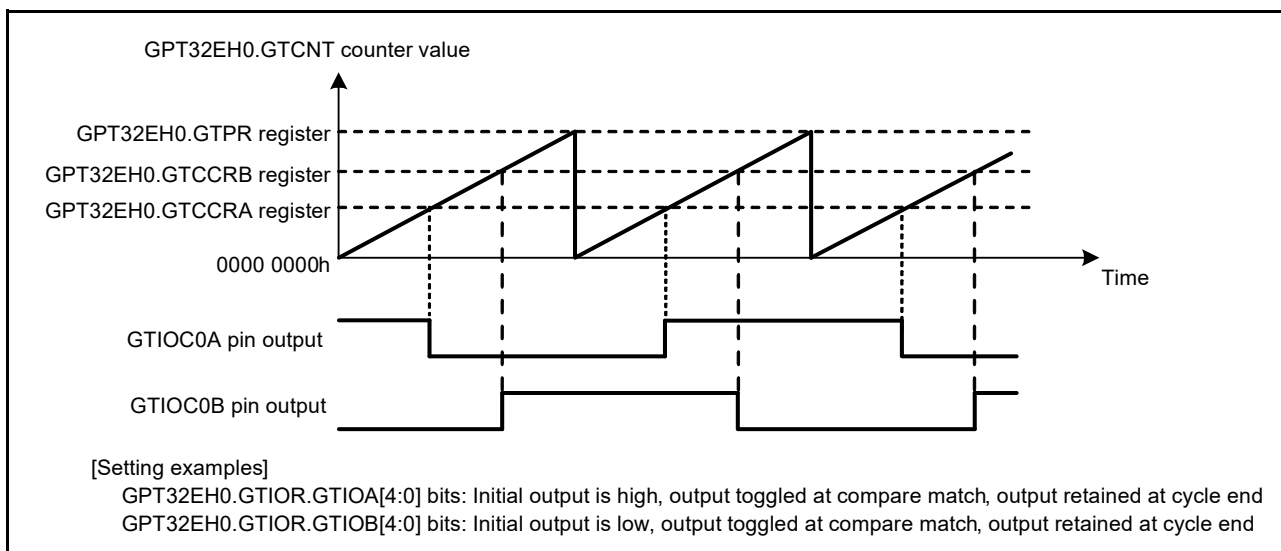 GPT32EH0.GTCNT counter value
GPT32EH0.GTPR register
GPT32EH0.GTCCRB register
GPT32EH0.GTCCRA register
0000 0000h
Time
GTIOC0A pin output
GTIOC0B pin output
[Setting examples]
GPT32EH0.GTIOR.GTIOA[4:0] bits: Initial output is high, output toggled at compare match, output retained at cycle end
GPT32EH0.GTIOR.GTIOB[4:0] bits: Initial output is low, output toggled at compare match, output retained at cycle end